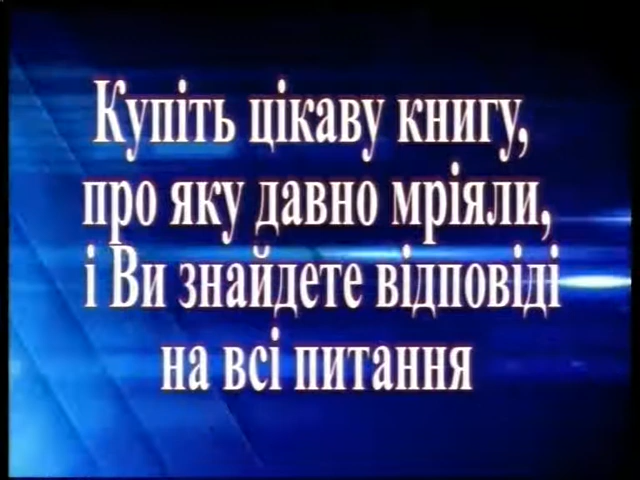 Купіть цікаву книгу,
про яку давно мріяли,
і Ви знайдете відповіді
на всі питання